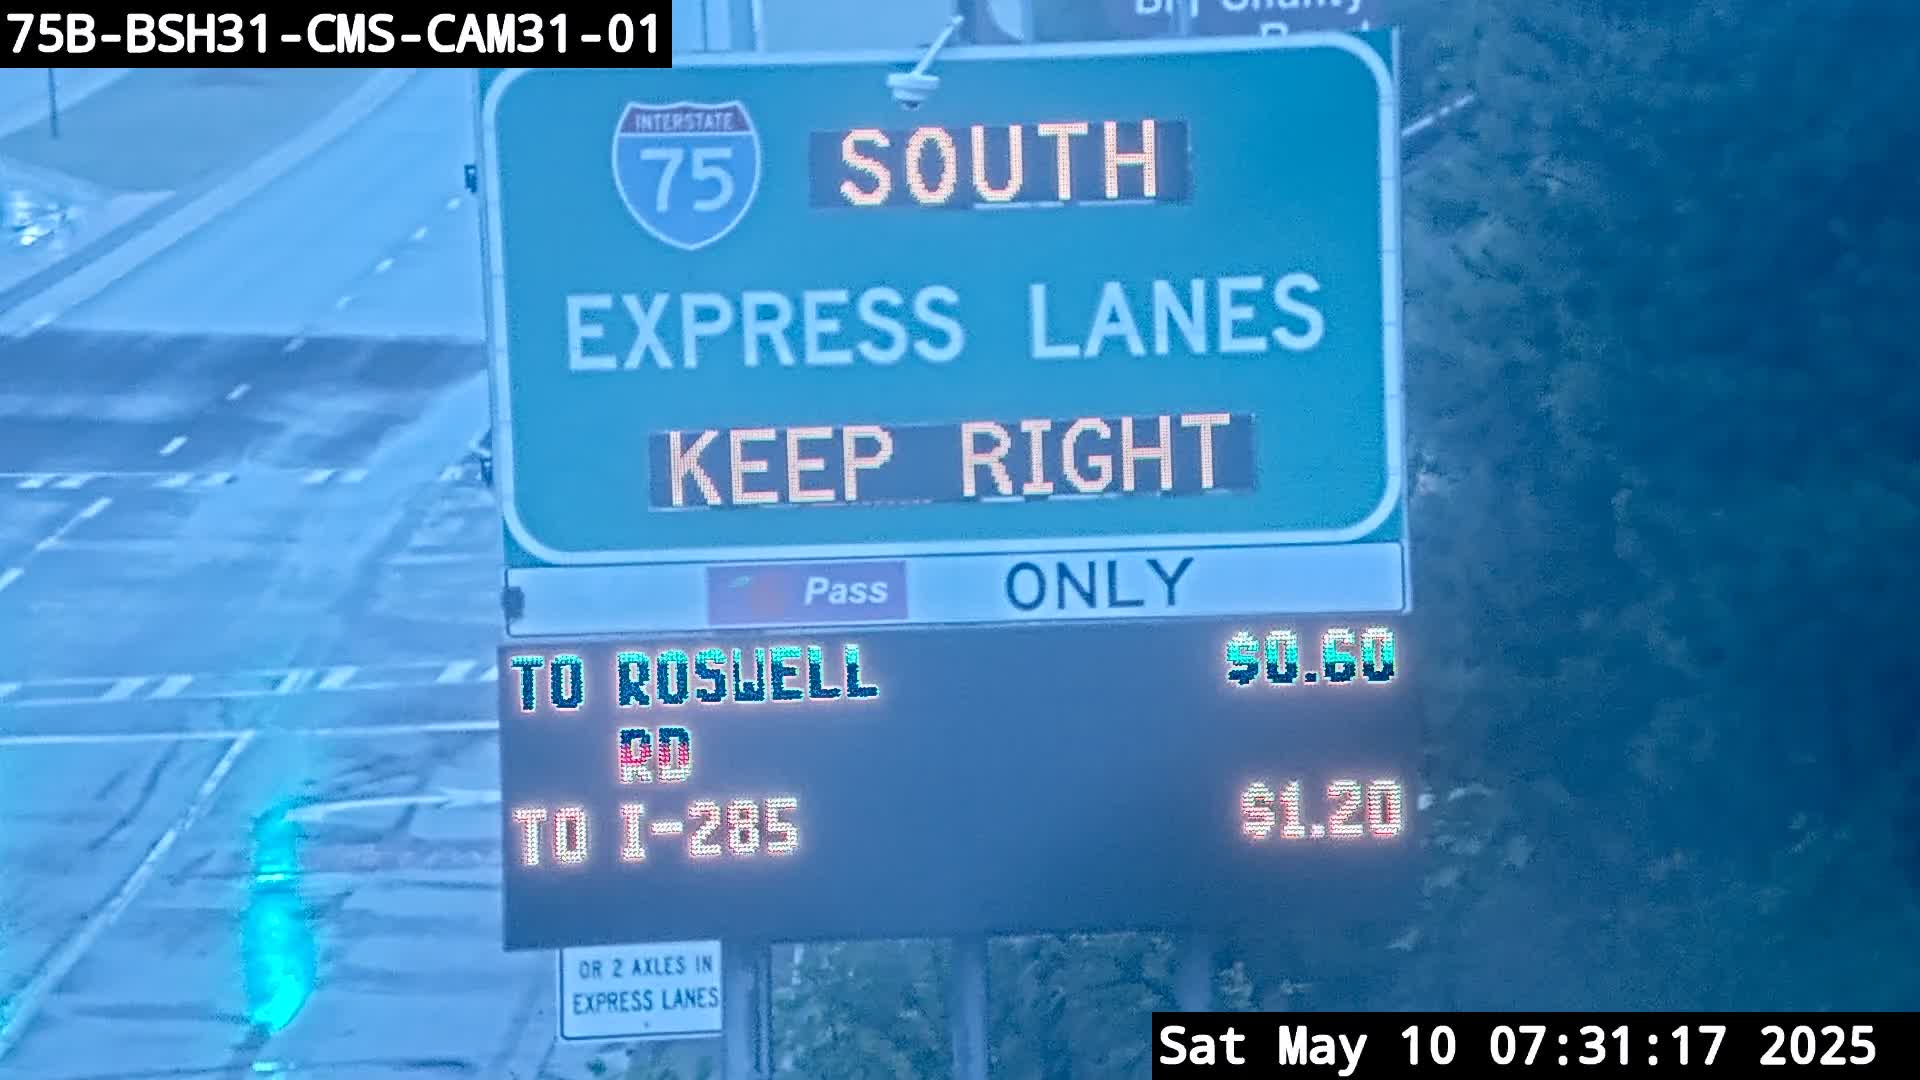 75B-BSH31-CMS-CAM31-01
INTERSTATE
75
SOUTH
EXPRESS LANES
KEEP RIGHT
Pass ONLY
TO ROSWELL $0.60
RD
TO I-285 $1.20
OR 2 AXLES IN
EXPRESS LANES
Sat May 10 07:31:17 2025